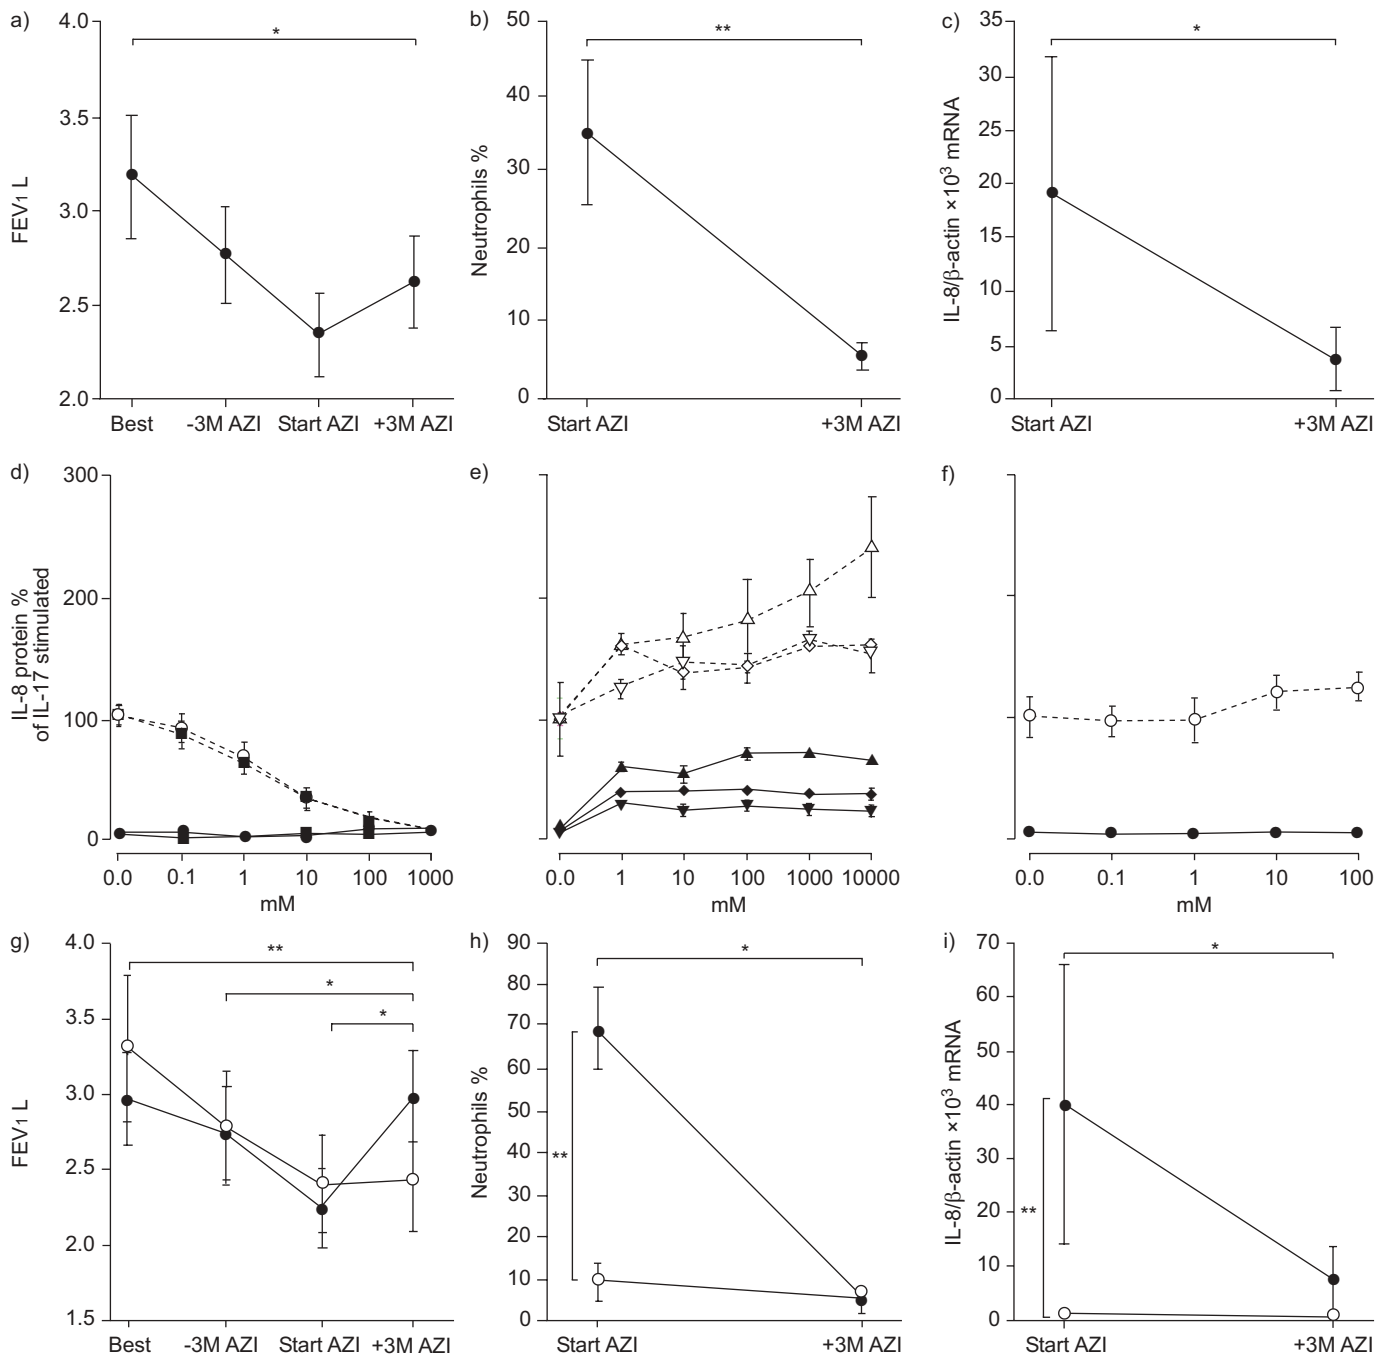 a)
4.0
3.5
3.0
2.5
2.0
FEV1 L
*
Best
-3M AZI
Start AZI
+3M AZI
b)
50
40
30
20
10
0
Neutrophils %
**
Start AZI
+3M AZI
c)
35
30
25
20
15
10
5
0
IL-8/β-actin ×10³ mRNA
*
Start AZI
+3M AZI
d)
300
200
100
0
IL-8 protein %
of IL-17 stimulated
0.0
0.1
1
10
100
1000
mM
e)
0.0
1
10
100
1000
10000
mM
f)
0.0
0.1
1
10
100
mM
g)
4.0
3.5
3.0
2.5
2.0
1.5
FEV1 L
**
*
*
Best
-3M AZI
Start AZI
+3M AZI
h)
90
80
70
60
50
40
30
20
10
0
Neutrophils %
*
**
Start AZI
+3M AZI
i)
70
60
50
40
30
20
10
0
IL-8/β-actin ×10³ mRNA
*
**
Start AZI
+3M AZI